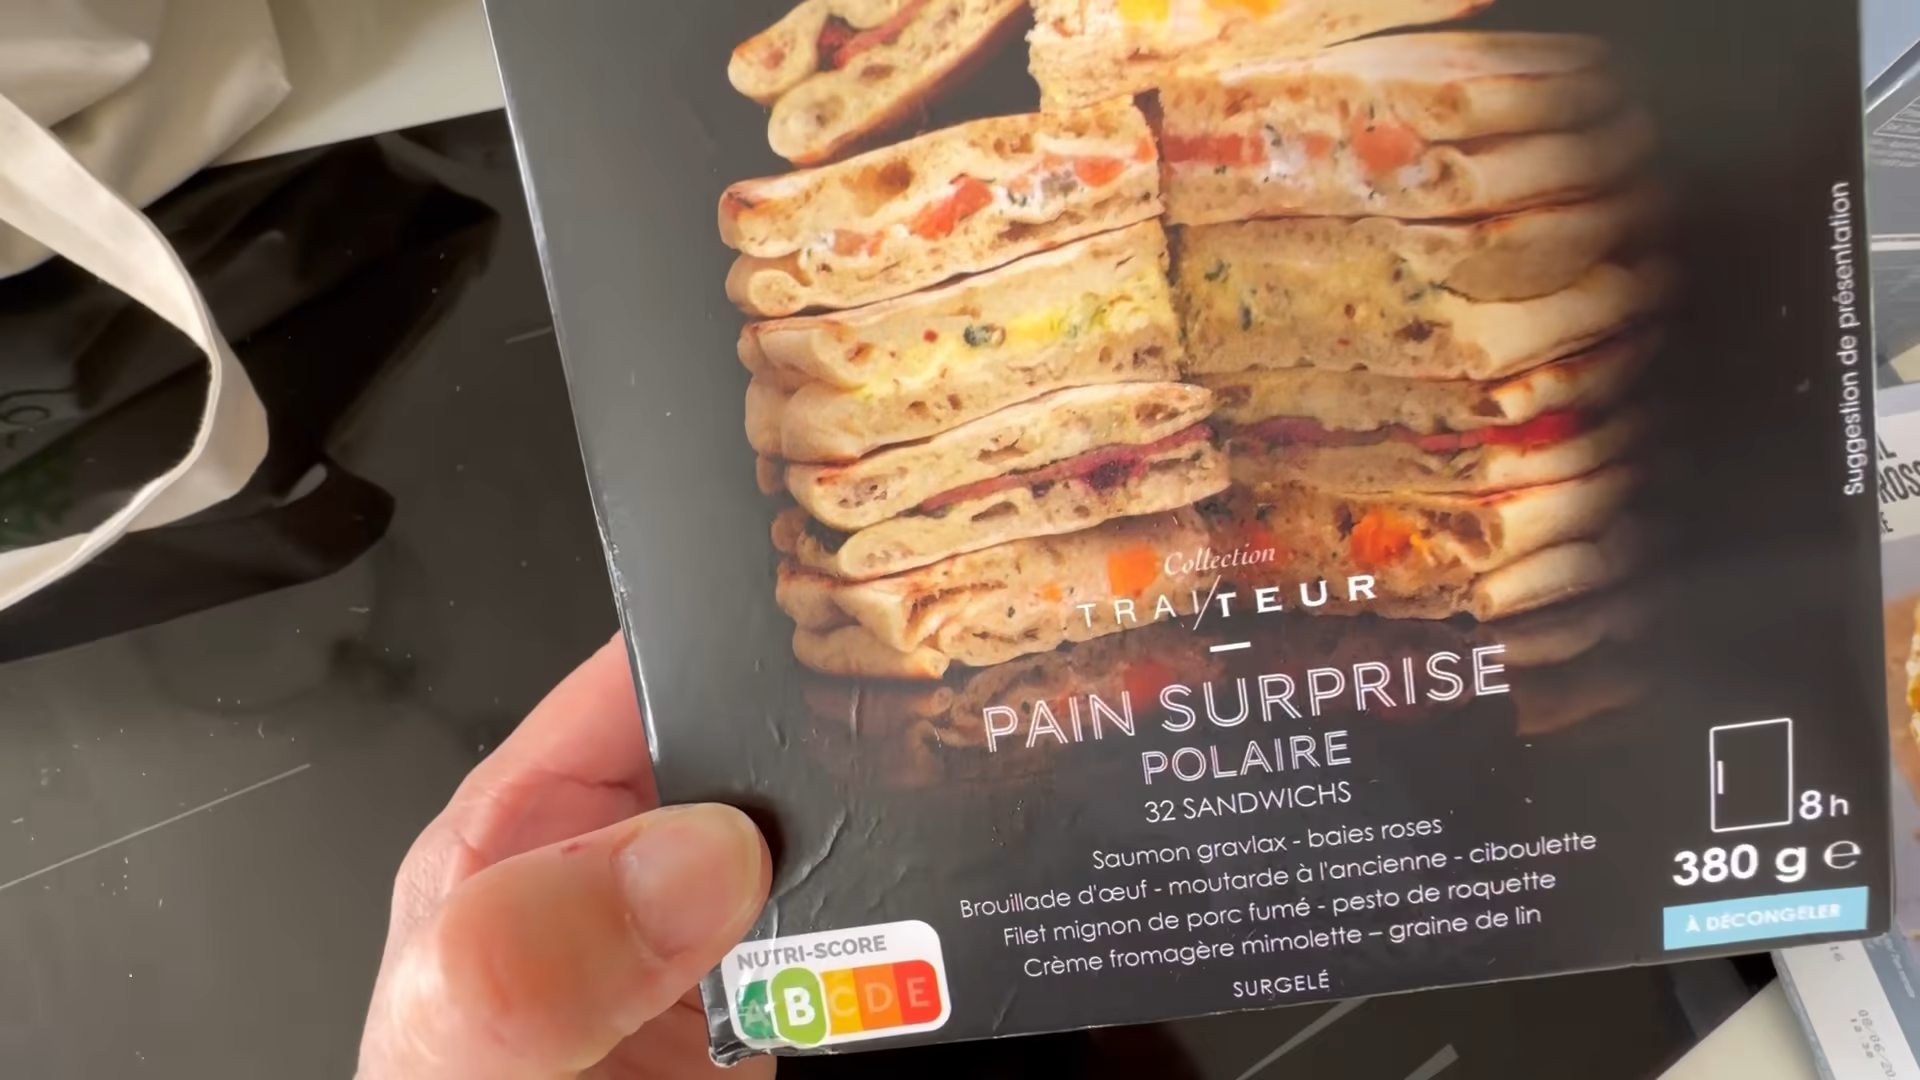 Collection
TRAITEUR
PAIN SURPRISE
POLAIRE
32 SANDWICHS
Saumon gravlax - baies roses
Brouillade d'œuf - moutarde à l'ancienne - ciboulette
Filet mignon de porc fumé - pesto de roquette
Crème fromagère mimolette – graine de lin
SURGELÉ
NUTRI-SCORE
A B C D E
8 h
380 g e
À DÉCONGELER
Suggestion de présentation